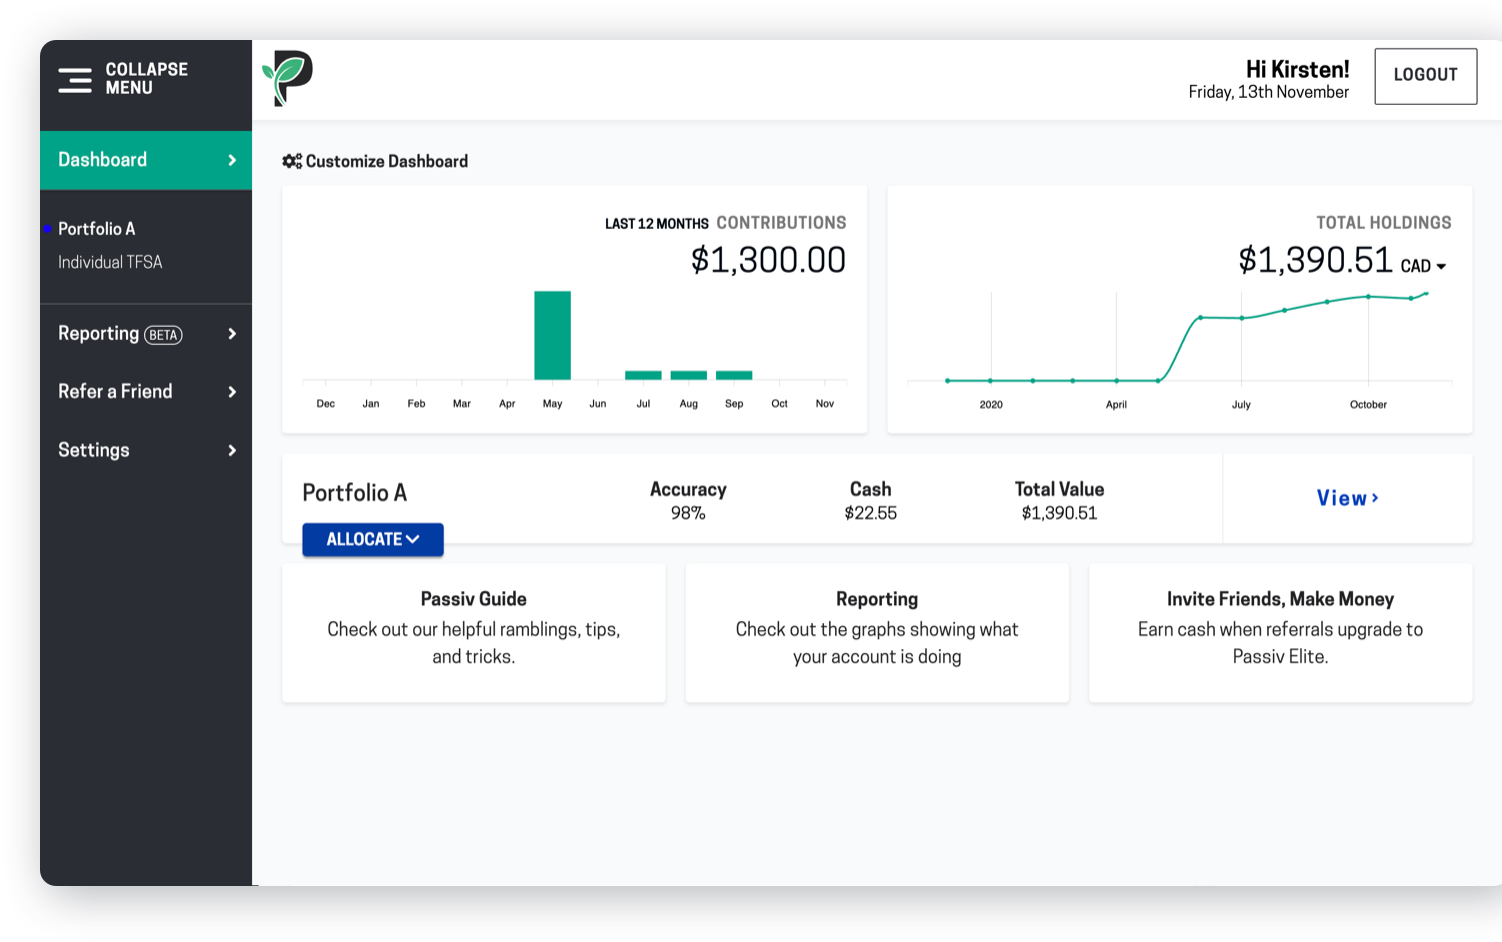 COLLAPSE
MENU
Hi Kirsten!
Friday, 13th November
LOGOUT
Dashboard
Portfolio A
Individual TFSA
Reporting BETA
Refer a Friend
Settings
Customize Dashboard
LAST 12 MONTHS CONTRIBUTIONS
$1,300.00
Dec Jan Feb Mar Apr May Jun Jul Aug Sep Oct Nov
TOTAL HOLDINGS
$1,390.51 CAD
2020 April July October
Portfolio A
ALLOCATE
Accuracy
98%
Cash
$22.55
Total Value
$1,390.51
View
Passiv Guide
Check out our helpful ramblings, tips,
and tricks.
Reporting
Check out the graphs showing what
your account is doing
Invite Friends, Make Money
Earn cash when referrals upgrade to
Passiv Elite.